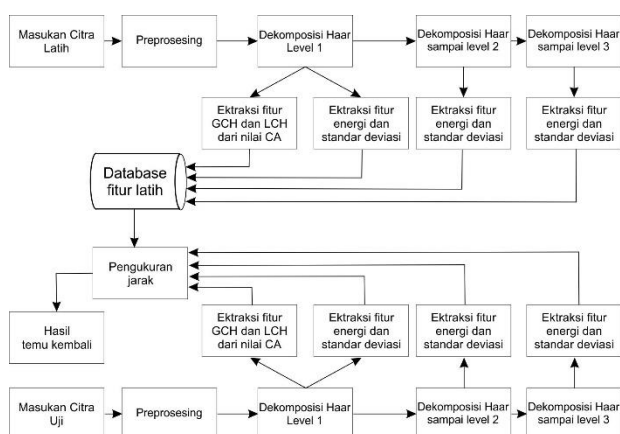 Masukan Citra
Latih
Preprosesing
Dekomposisi Haar
Level 1
Dekomposisi Haar
sampai level 2
Dekomposisi Haar
sampai level 3
Ektraksi fitur
GCH dan LCH
dari nilai CA
Ektraksi fitur
energi dan
standar deviasi
Ektraksi fitur
energi dan
standar deviasi
Ektraksi fitur
energi dan
standar deviasi
Database
fitur latih
Pengukuran
jarak
Hasil
temu kembali
Ektraksi fitur
GCH dan LCH
dari nilai CA
Ektraksi fitur
energi dan
standar deviasi
Ektraksi fitur
energi dan
standar deviasi
Ektraksi fitur
energi dan
standar deviasi
Masukan Citra
Uji
Preprosesing
Dekomposisi Haar
Level 1
Dekomposisi Haar
sampai level 2
Dekomposisi Haar
sampai level 3